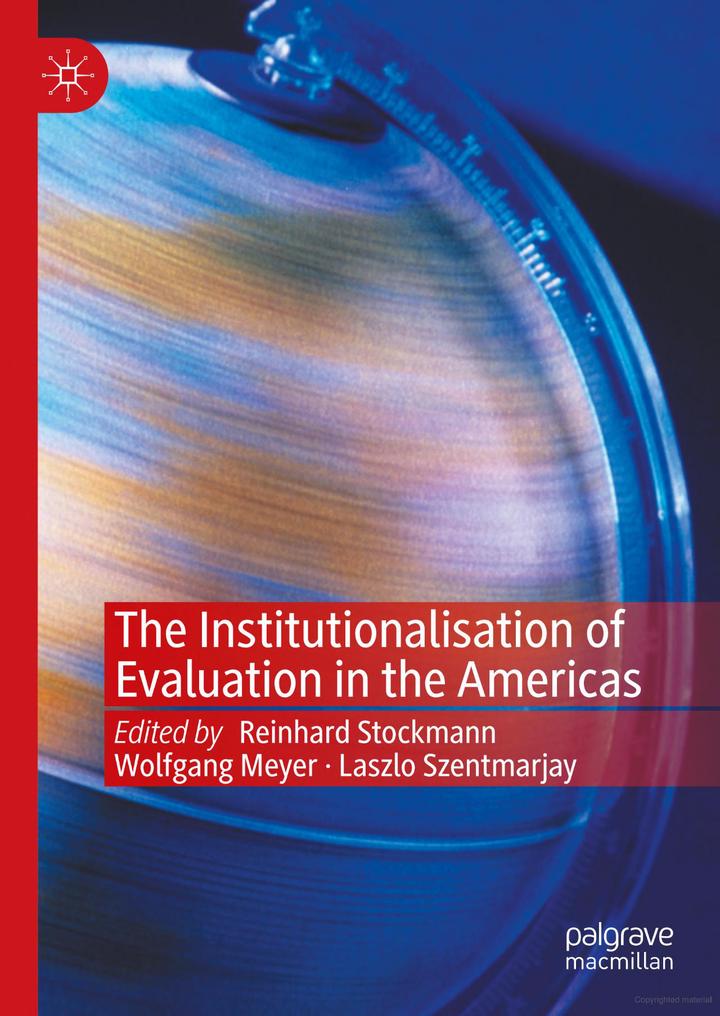 The Institutionalisation of
Evaluation in the Americas
Edited by Reinhard Stockmann
Wolfgang Meyer · Laszlo Szentmarjay
palgrave
macmillan
Copyrighted material